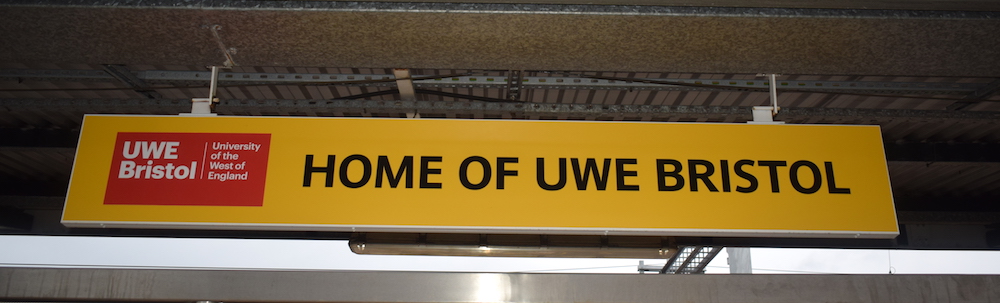 UWE
Bristol
University
of the
West of
England
HOME OF UWE BRISTOL